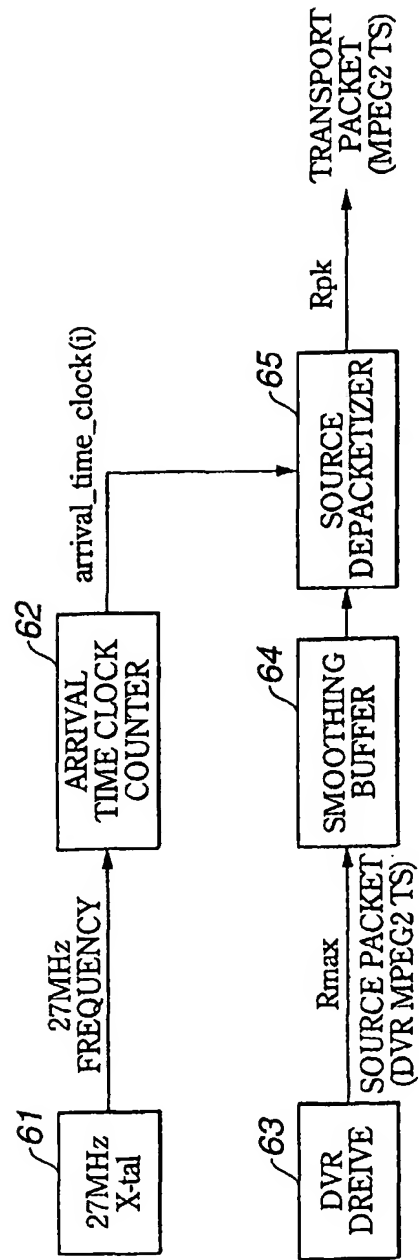 61
27MHz
X-tal
27MHz
FREQUENCY
62
ARRIVAL
TIME CLOCK
COUNTER
arrival_time_clock(i)
63
DVR
DREIVE
Rmax
SOURCE PACKET
(DVR MPEG2 TS)
64
SMOOTHING
BUFFER
65
SOURCE
DEPACKETIZER
Rpk
TRANSPORT
PACKET
(MPEG2 TS)